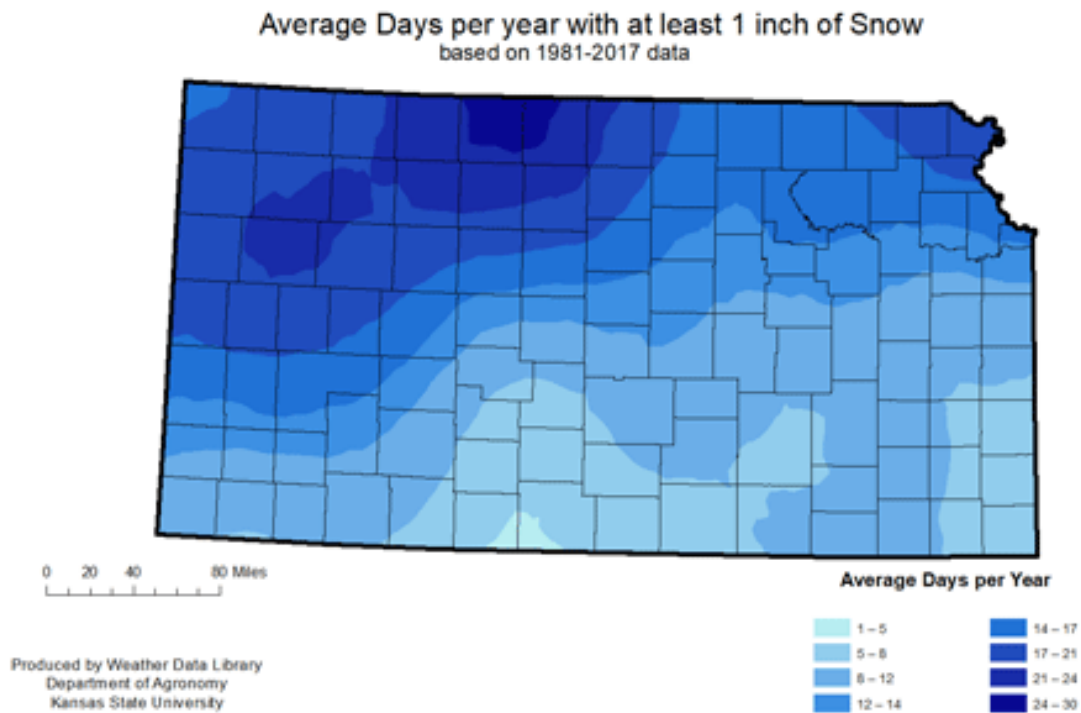 Average Days per year with at least 1 inch of Snow
based on 1981-2017 data
0 20 40 80 Miles
Average Days per Year
1 – 5
5 – 8
8 – 12
12 – 14
14 – 17
17 – 21
21 – 24
24 – 30
Produced by Weather Data Library
Department of Agronomy
Kansas State University